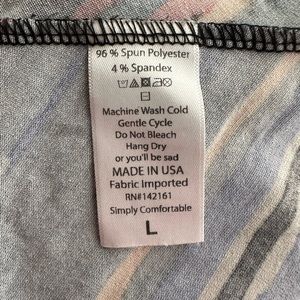 96 % Spun Polyester
4 % Spandex
Machine Wash Cold
Gentle Cycle
Do Not Bleach
Hang Dry
or you'll be sad
MADE IN USA
Fabric Imported
RN#142161
Simply Comfortable
L